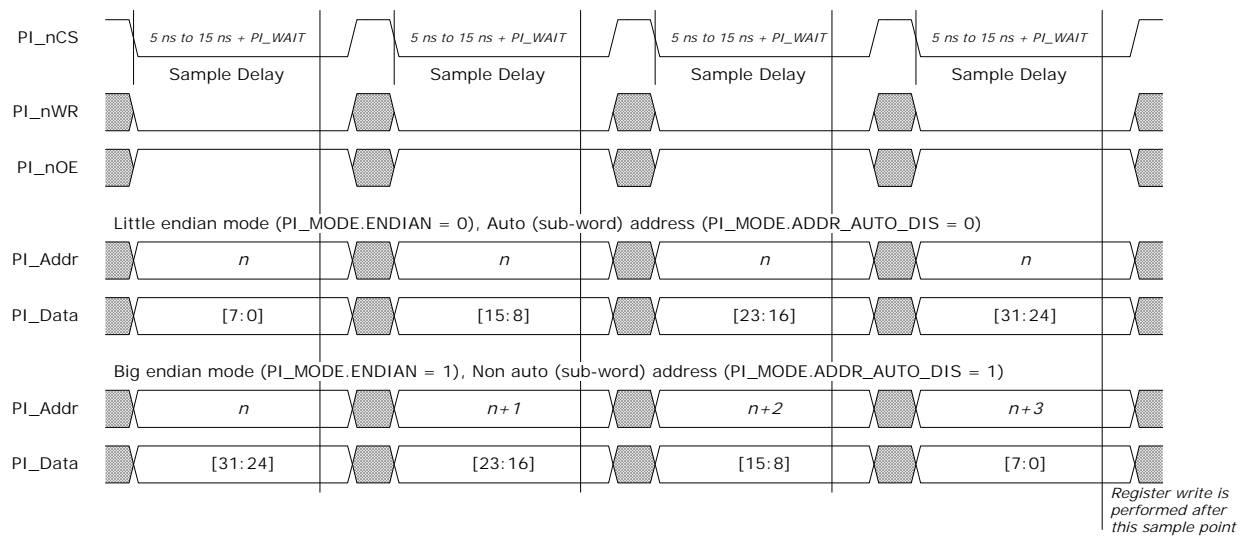 PI_nCS 5 ns to 15 ns + PI_WAIT 5 ns to 15 ns + PI_WAIT 5 ns to 15 ns + PI_WAIT 5 ns to 15 ns + PI_WAIT
Sample Delay Sample Delay Sample Delay Sample Delay
PI_nWR
PI_nOE
Little endian mode (PI_MODE.ENDIAN = 0), Auto (sub-word) address (PI_MODE.ADDR_AUTO_DIS = 0)
PI_Addr n n n n
PI_Data [7:0] [15:8] [23:16] [31:24]
Big endian mode (PI_MODE.ENDIAN = 1), Non auto (sub-word) address (PI_MODE.ADDR_AUTO_DIS = 1)
PI_Addr n n+1 n+2 n+3
PI_Data [31:24] [23:16] [15:8] [7:0]
Register write is
performed after
this sample point